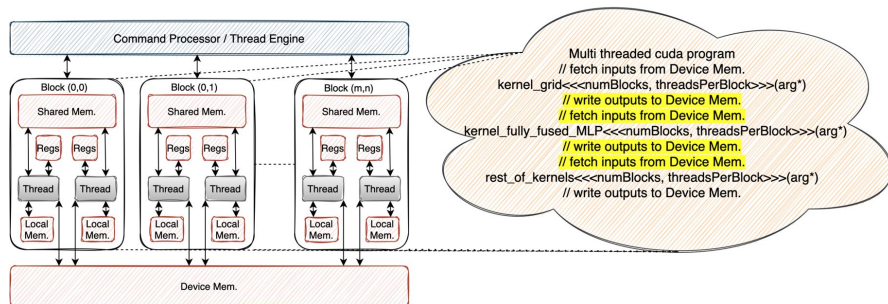 Command Processor / Thread Engine
Block (0,0)
Shared Mem.
Regs
Regs
Thread
Thread
Local
Mem.
Local
Mem.
Block (0,1)
Shared Mem.
Regs
Regs
Thread
Thread
Local
Mem.
Local
Mem.
Block (m,n)
Shared Mem.
Regs
Regs
Thread
Thread
Local
Mem.
Local
Mem.
Device Mem.
Multi threaded cuda program
// fetch inputs from Device Mem.
kernel_grid<<<numBlocks, threadsPerBlock>>>(arg*)
// write outputs to Device Mem.
// fetch inputs from Device Mem.
kernel_fully_fused_MLP<<<numBlocks, threadsPerBlock>>>(arg*)
// write outputs to Device Mem.
// fetch inputs from Device Mem.
rest_of_kernels<<<numBlocks, threadsPerBlock>>>(arg*)
// write outputs to Device Mem.